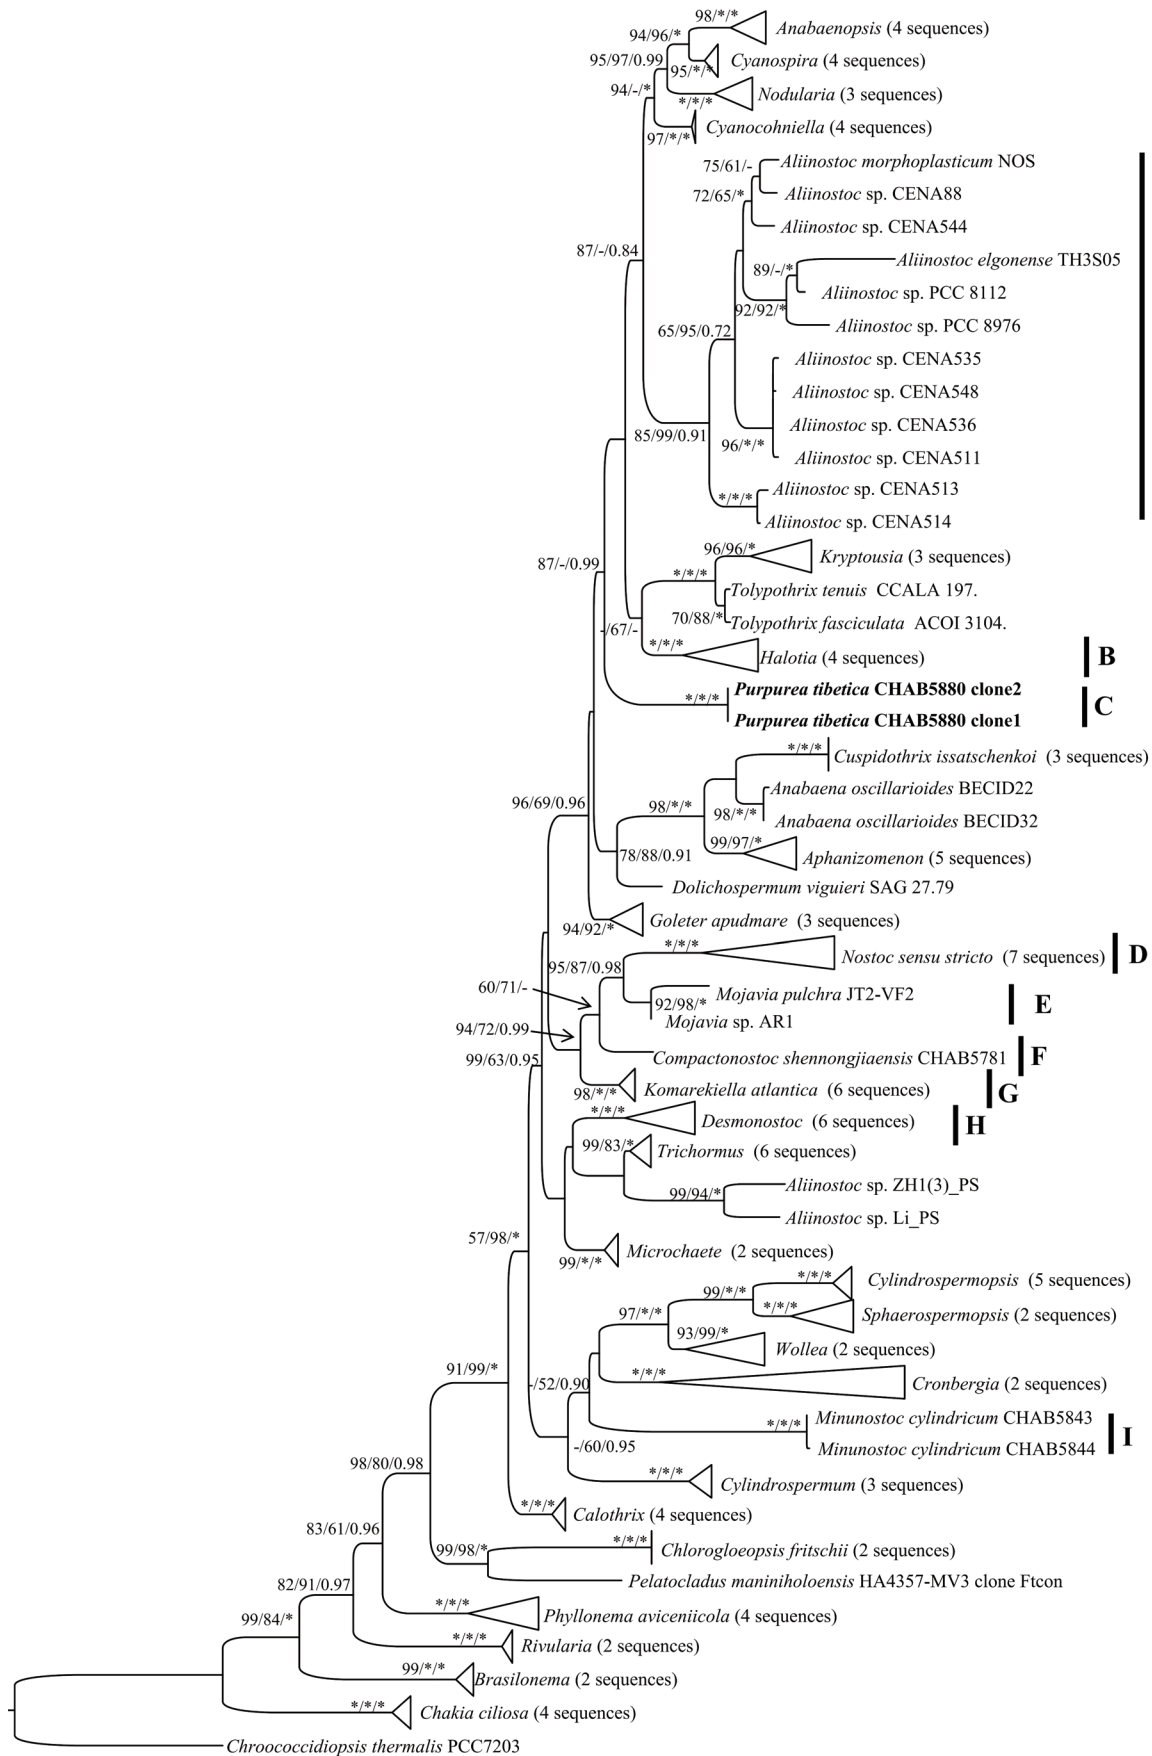 98/*/*
Anabaenopsis (4 sequences)
94/96/*
95/97/0.99
95/*/*
Cyanospira (4 sequences)
94/-/*
*/*/*
Nodularia (3 sequences)
97/*/*
Cyanocohniella (4 sequences)
75/61/-
Aliinostoc morphoplasticum NOS
72/65/*
Aliinostoc sp. CENA88
Aliinostoc sp. CENA544
87/-/0.84
89/-/*
Aliinostoc elgonense TH3S05
Aliinostoc sp. PCC 8112
92/92/*
Aliinostoc sp. PCC 8976
65/95/0.72
Aliinostoc sp. CENA535
Aliinostoc sp. CENA548
Aliinostoc sp. CENA536
85/99/0.91
96/*/*
Aliinostoc sp. CENA511
*/*/*
Aliinostoc sp. CENA513
Aliinostoc sp. CENA514
96/96/*
Kryptousia (3 sequences)
87/-/0.99
*/*/*
Tolypothrix tenuis CCALA 197.
70/88/*
Tolypothrix fasciculata ACOI 3104.
-/67/-
*/*/*
Halotia (4 sequences)
B
Purpurea tibetica CHAB5880 clone2
*/*/*
C
Purpurea tibetica CHAB5880 clone1
*/*/*
Cuspidothrix issatschenkoi (3 sequences)
Anabaena oscillarioides BECID22
96/69/0.96
98/*/*
98/*/*
Anabaena oscillarioides BECID32
99/97/*
78/88/0.91
Aphanizomenon (5 sequences)
Dolichospermum viguieri SAG 27.79
94/92/*
Goleter apudmare (3 sequences)
*/*/*
Nostoc sensu stricto (7 sequences)
D
95/87/0.98
60/71/-
92/98/*
Mojavia pulchra JT2-VF2
E
Mojavia sp. AR1
94/72/0.99
Compactonostoc shennongjiaensis CHAB5781
F
99/63/0.95
98/*/*
Komarekiella atlantica (6 sequences)
G
*/*/*
Desmonostoc (6 sequences)
H
99/83/*
Trichormus (6 sequences)
99/94/*
Aliinostoc sp. ZH1(3)_PS
Aliinostoc sp. Li_PS
57/98/*
99/*/*
Microchaete (2 sequences)
*/*/*
Cylindrospermopsis (5 sequences)
99/*/*
*/*/*
Sphaerospermopsis (2 sequences)
97/*/*
93/99/*
Wollea (2 sequences)
91/99/*
*/*/*
Cronbergia (2 sequences)
-/52/0.90
*/*/*
Minunostoc cylindricum CHAB5843
I
Minunostoc cylindricum CHAB5844
-/60/0.95
98/80/0.98
*/*/*
Cylindrospermum (3 sequences)
*/*/*
Calothrix (4 sequences)
83/61/0.96
99/98/*
*/*/*
Chlorogloeopsis fritschii (2 sequences)
Pelatocladus maniniholoensis HA4357-MV3 clone Ftcon
82/91/0.97
*/*/*
Phyllonema aviceniicola (4 sequences)
99/84/*
*/*/*
Rivularia (2 sequences)
99/*/*
Brasilonema (2 sequences)
*/*/*
Chakia ciliosa (4 sequences)
Chroococcidiopsis thermalis PCC7203